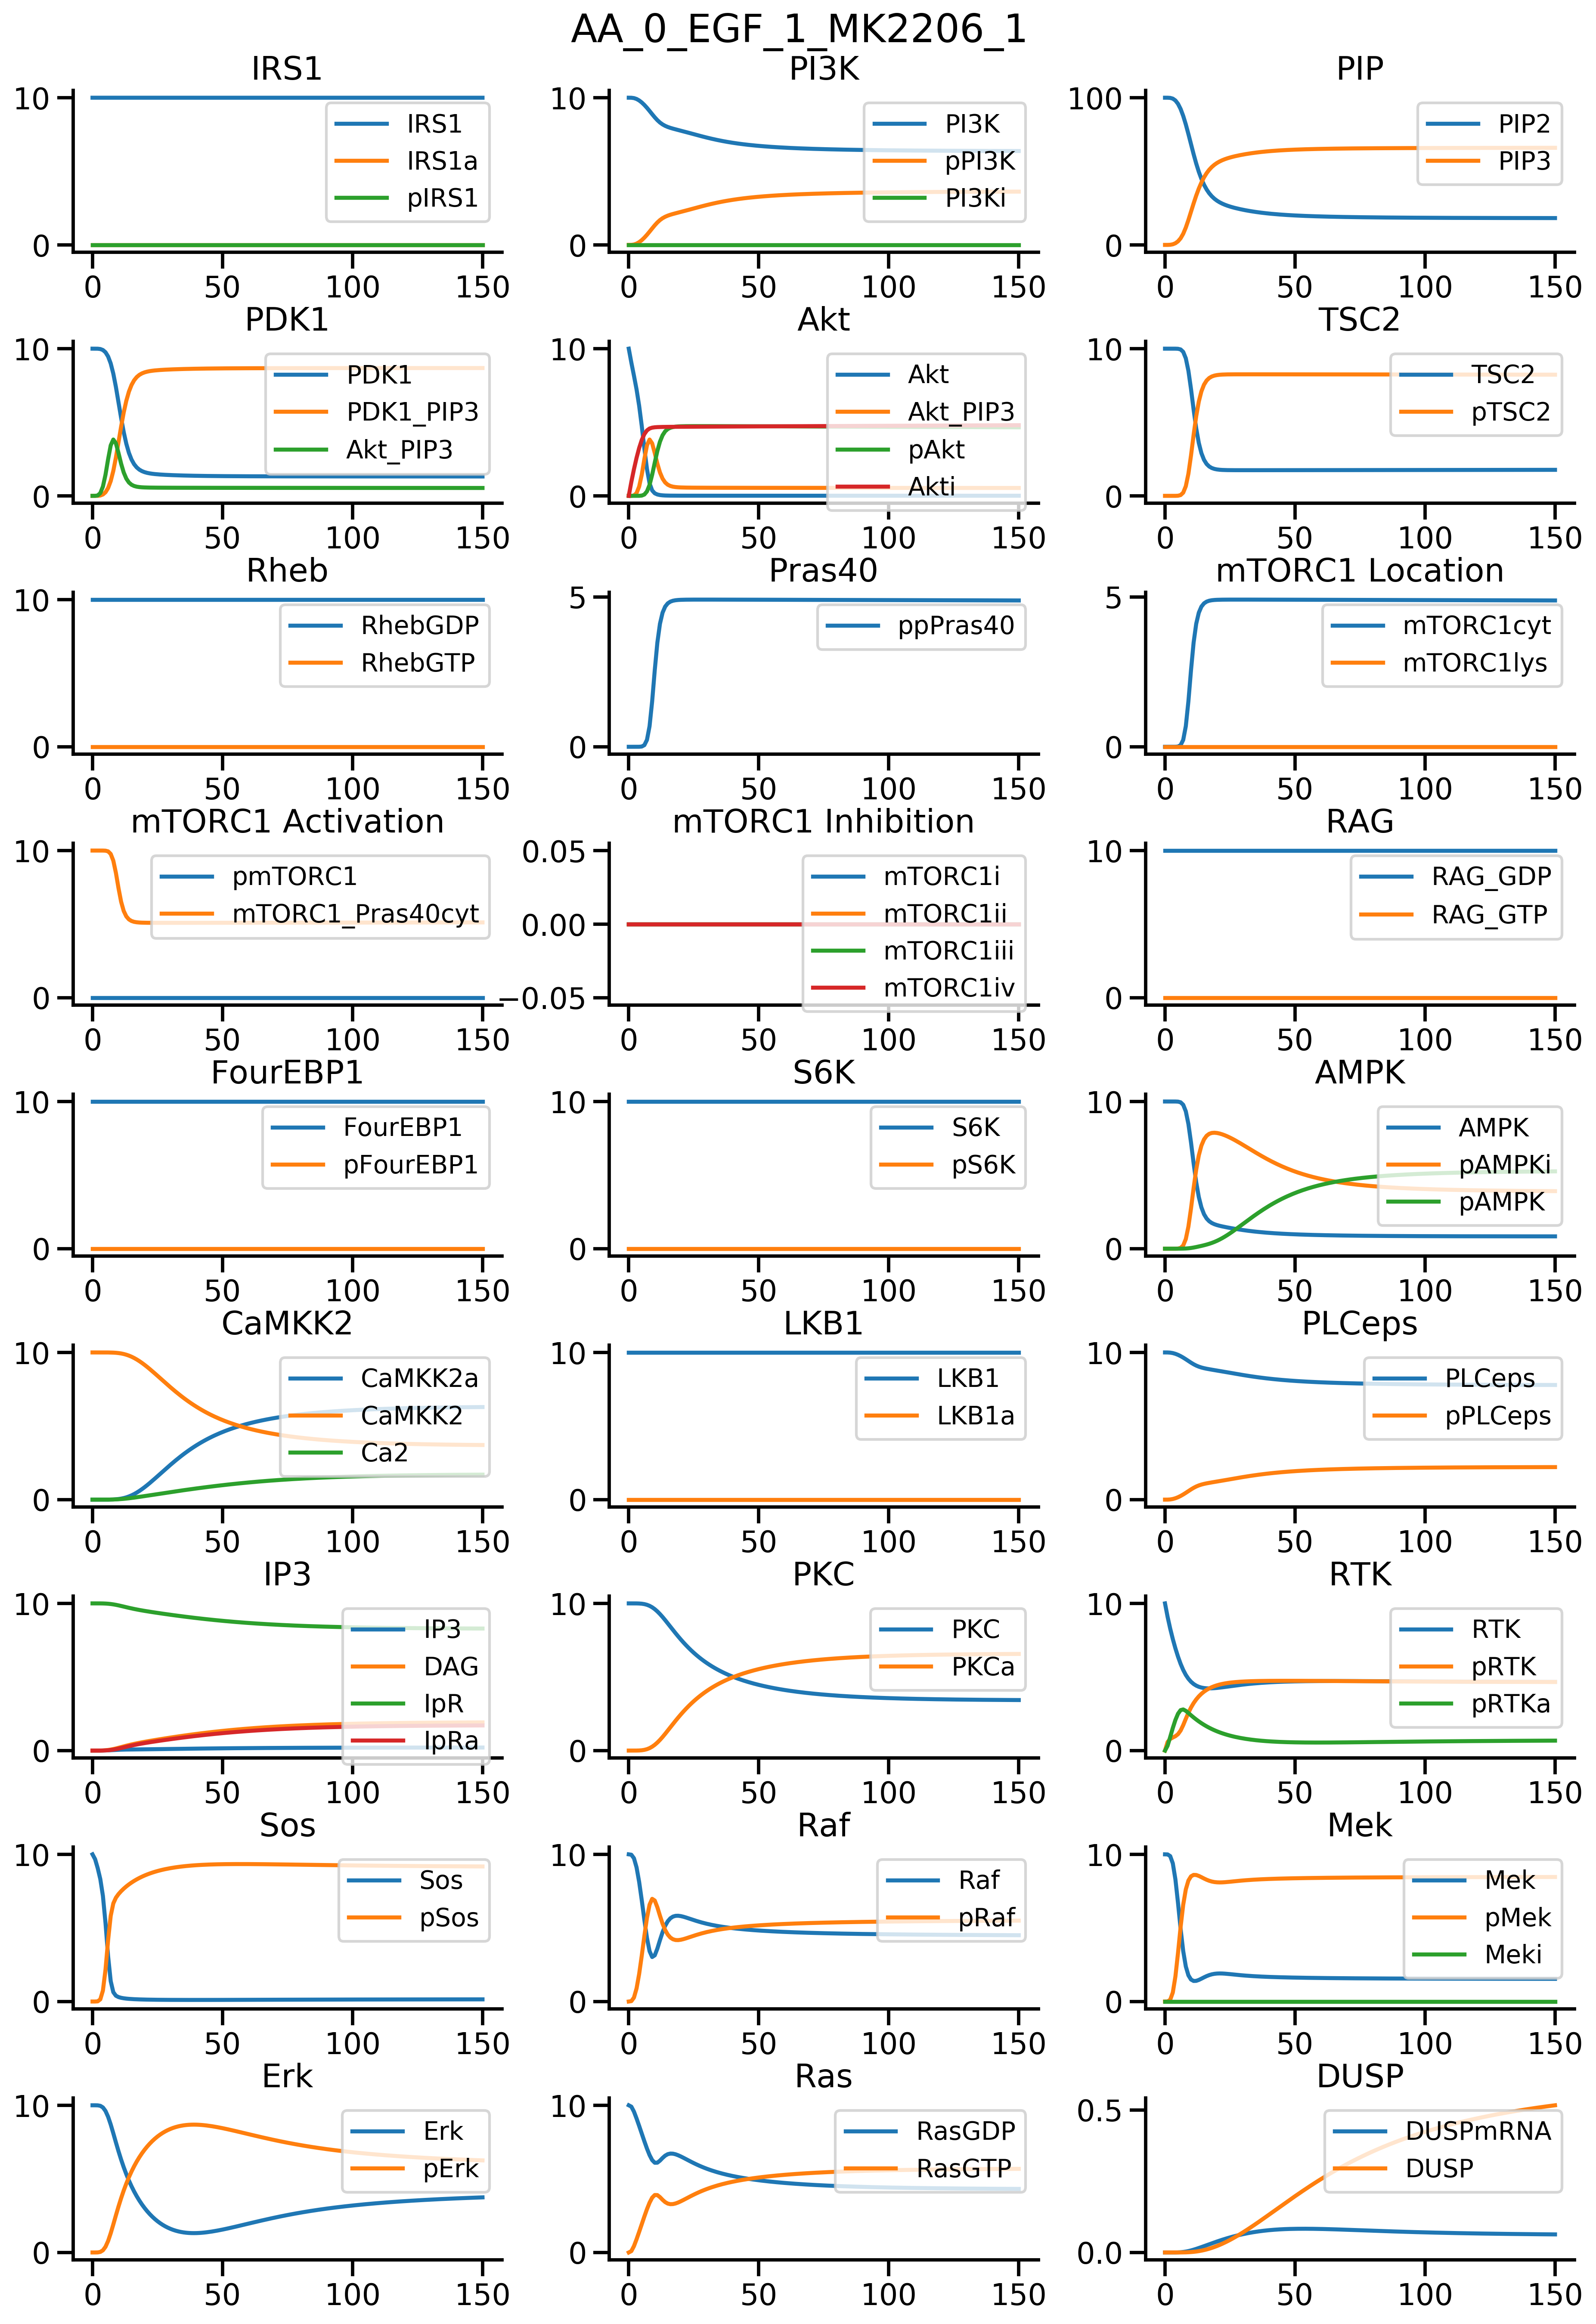 AA_0_EGF_1_MK2206_1
IRS1
10
0
0 50 100 150
IRS1
IRS1a
pIRS1
PI3K
10
0
0 50 100 150
PI3K
pPI3K
PI3Ki
PIP
100
0
0 50 100 150
PIP2
PIP3
PDK1
10
0
0 50 100 150
PDK1
PDK1_PIP3
Akt_PIP3
Akt
10
0
0 50 100 150
Akt
Akt_PIP3
pAkt
Akti
TSC2
10
0
0 50 100 150
TSC2
pTSC2
Rheb
10
0
0 50 100 150
RhebGDP
RhebGTP
Pras40
5
0
0 50 100 150
ppPras40
mTORC1 Location
5
0
0 50 100 150
mTORC1cyt
mTORC1lys
mTORC1 Activation
10
0
0 50 100 150
pmTORC1
mTORC1_Pras40cyt
mTORC1 Inhibition
0.05
0.00
−0.05
0 50 100 150
mTORC1i
mTORC1ii
mTORC1iii
mTORC1iv
RAG
10
0
0 50 100 150
RAG_GDP
RAG_GTP
FourEBP1
10
0
0 50 100 150
FourEBP1
pFourEBP1
S6K
10
0
0 50 100 150
S6K
pS6K
AMPK
10
0
0 50 100 150
AMPK
pAMPKi
pAMPK
CaMKK2
10
0
0 50 100 150
CaMKK2a
CaMKK2
Ca2
LKB1
10
0
0 50 100 150
LKB1
LKB1a
PLCeps
10
0
0 50 100 150
PLCeps
pPLCeps
IP3
10
0
0 50 100 150
IP3
DAG
IpR
IpRa
PKC
10
0
0 50 100 150
PKC
PKCa
RTK
10
0
0 50 100 150
RTK
pRTK
pRTKa
Sos
10
0
0 50 100 150
Sos
pSos
Raf
10
0
0 50 100 150
Raf
pRaf
Mek
10
0
0 50 100 150
Mek
pMek
Meki
Erk
10
0
0 50 100 150
Erk
pErk
Ras
10
0
0 50 100 150
RasGDP
RasGTP
DUSP
0.5
0.0
0 50 100 150
DUSPmRNA
DUSP